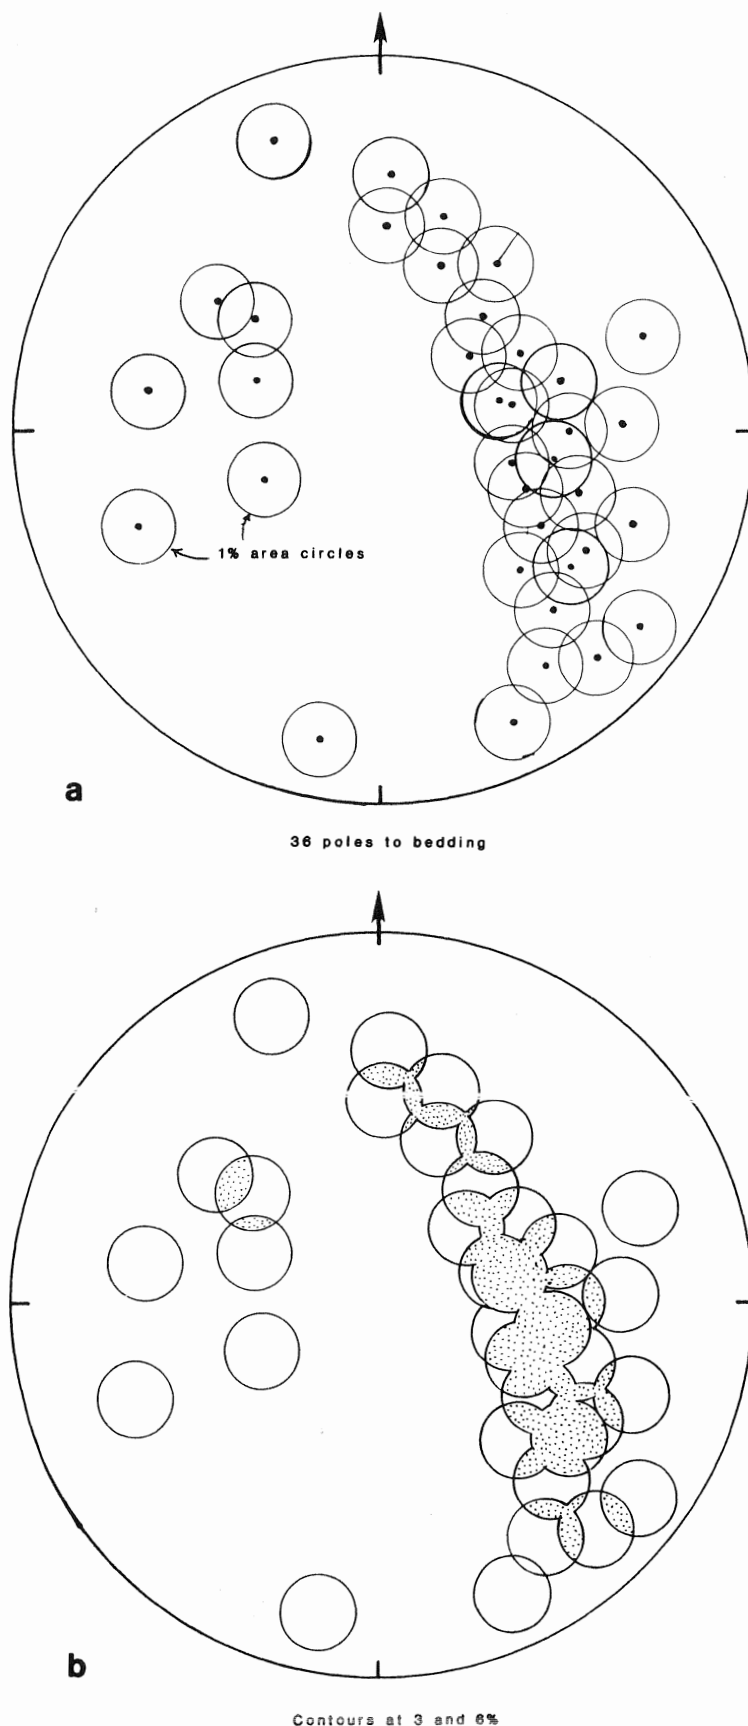 1% area circles
a
36 poles to bedding
b
Contours at 3 and 6%